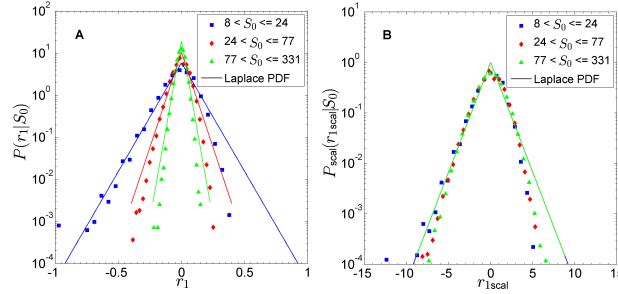 A
8 < S₀ <= 24
24 < S₀ <= 77
77 < S₀ <= 331
Laplace PDF
P(r₁|S₀)
10²
10¹
10⁰
10⁻¹
10⁻²
10⁻³
10⁻⁴
-1 -0.5 0 0.5 1
r₁
B
8 < S₀ <= 24
24 < S₀ <= 77
77 < S₀ <= 331
Laplace PDF
P_scal(r_1scal|S₀)
10¹
10⁰
10⁻¹
10⁻²
10⁻³
10⁻⁴
-15 -10 -5 0 5 10 15
r_1scal